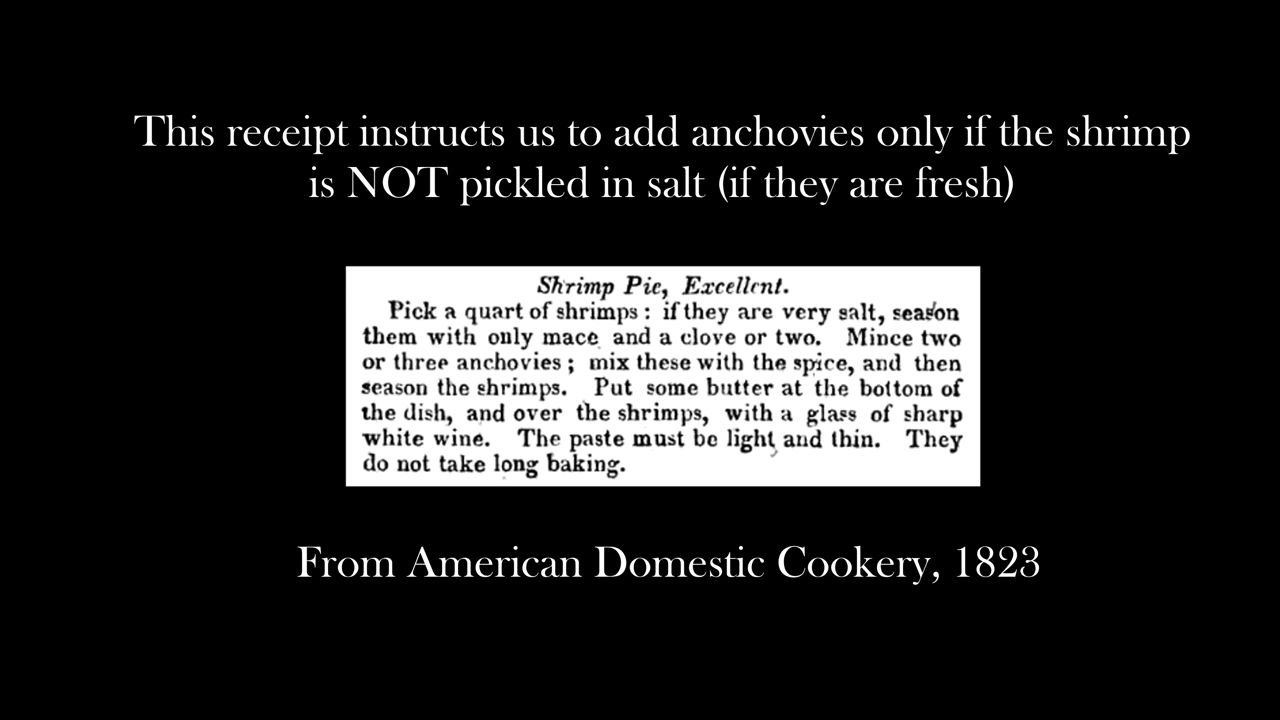 This receipt instructs us to add anchovies only if the shrimp
is NOT pickled in salt (if they are fresh)
Shrimp Pie, Excellent.
Pick a quart of shrimps : if they are very salt, season
them with only mace and a clove or two. Mince two
or three anchovies ; mix these with the spice, and then
season the shrimps. Put some butter at the bottom of
the dish, and over the shrimps, with a glass of sharp
white wine. The paste must be light and thin. They
do not take long baking.
From American Domestic Cookery, 1823